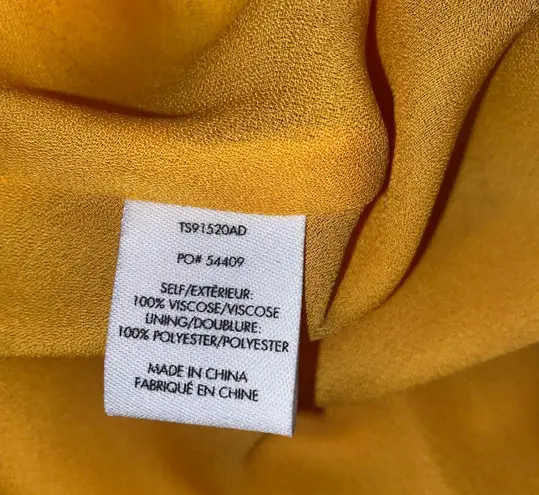 TS91520AD
PO# 54409
SELF/EXTÉRIEUR:
100% VISCOSE/VISCOSE
LINING/DOUBLURE:
100% POLYESTER/POLYESTER
MADE IN CHINA
FABRIQUÉ EN CHINE